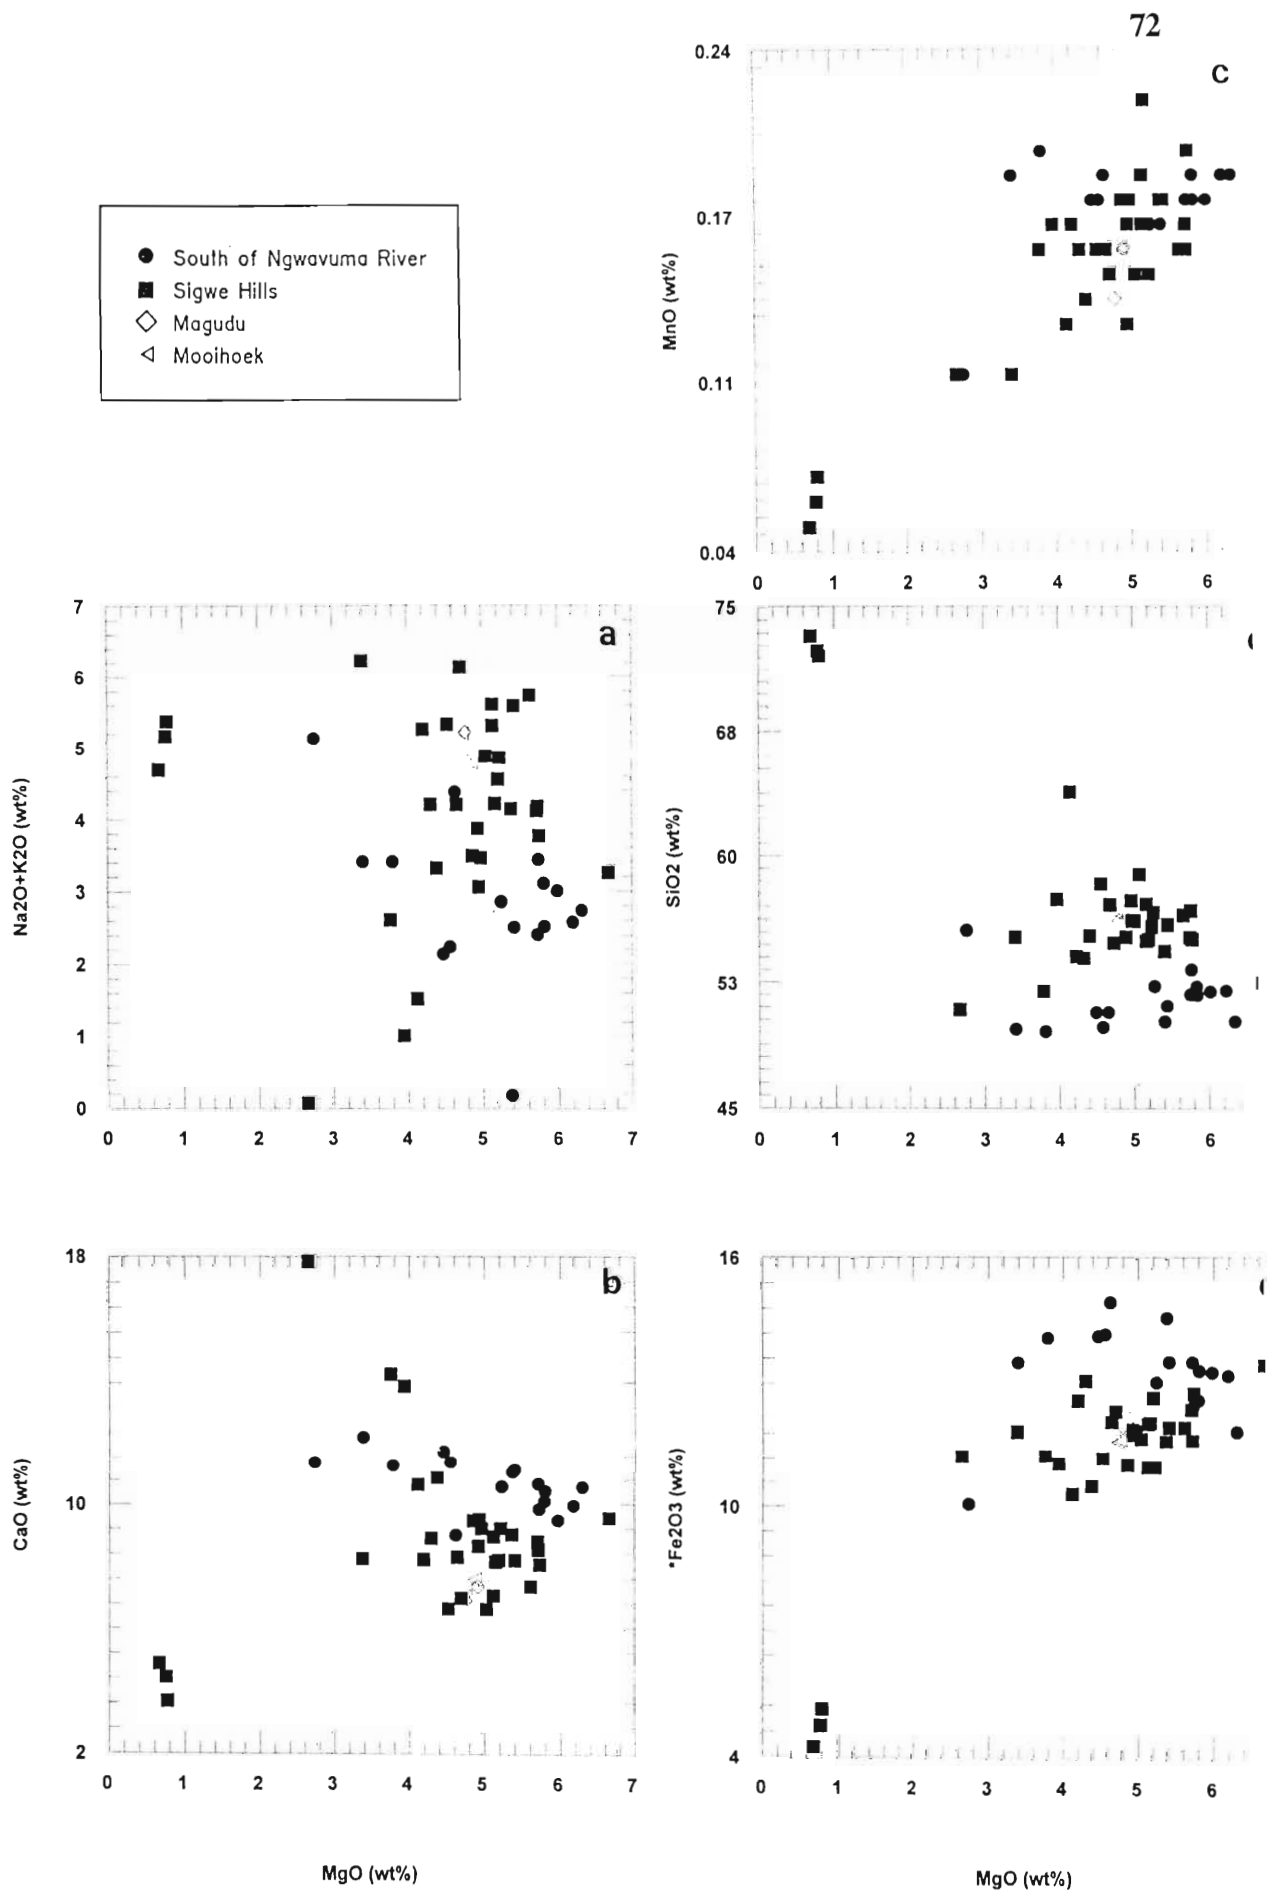 72
South of Ngwavuma River
Sigwe Hills
Magudu
Mooihoek
c
MnO (wt%)
0.24
0.17
0.11
0.04
0 1 2 3 4 5 6
a
Na2O+K2O (wt%)
7
6
5
4
3
2
1
0
0 1 2 3 4 5 6 7
SiO2 (wt%)
75
68
60
53
45
0 1 2 3 4 5 6
b
CaO (wt%)
18
10
2
0 1 2 3 4 5 6 7
MgO (wt%)
*Fe2O3 (wt%)
16
10
4
0 1 2 3 4 5 6
MgO (wt%)